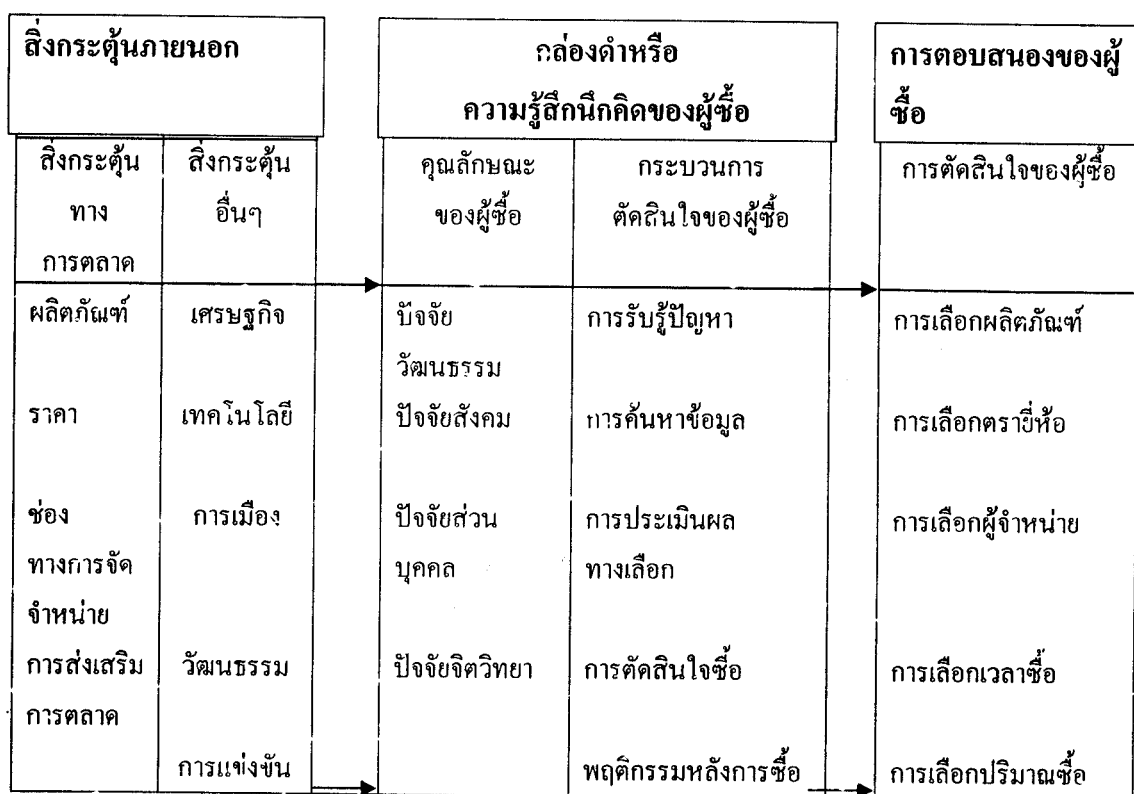 สิ่งกระตุ้นภายนอก
กล่องดำหรือ
ความรู้สึกนึกคิดของผู้ซื้อ
การตอบสนองของผู้
ซื้อ
สิ่งกระตุ้น
ทาง
การตลาด
สิ่งกระตุ้น
อื่นๆ
คุณลักษณะ
ของผู้ซื้อ
กระบวนการ
ตัดสินใจของผู้ซื้อ
การตัดสินใจของผู้ซื้อ
ผลิตภัณฑ์
เศรษฐกิจ
ปัจจัย
วัฒนธรรม
การรับรู้ปัญหา
การเลือกผลิตภัณฑ์
ราคา
เทคโนโลยี
ปัจจัยสังคม
การค้นหาข้อมูล
การเลือกตรายี่ห้อ
ช่อง
ทางการจัด
จำหน่าย
การเมือง
ปัจจัยส่วน
บุคคล
การประเมินผล
ทางเลือก
การเลือกผู้จำหน่าย
การส่งเสริม
การตลาด
วัฒนธรรม
ปัจจัยจิตวิทยา
การตัดสินใจซื้อ
การเลือกเวลาซื้อ
การแข่งขัน
พฤติกรรมหลังการซื้อ
การเลือกปริมาณซื้อ